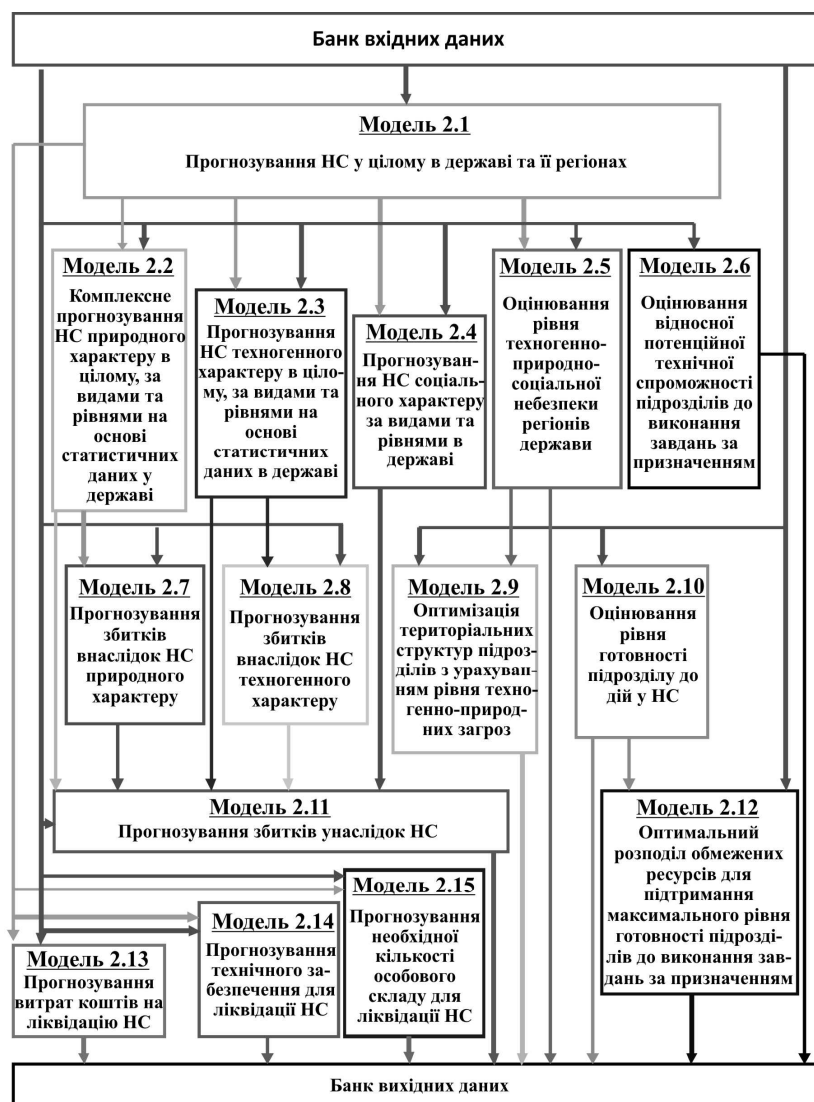 Банк вхідних даних
Модель 2.1
Прогнозування НС у цілому в державі та її регіонах
Модель 2.2
Комплексне
прогнозування
НС природного
характеру в
цілому, за
видами та
рівнями на
основі
статистичних
даних у
державі
Модель 2.3
Прогнозування
НС техногенного
характеру в ціло-
му, за видами та
рівнями на
основі
статистичних
даних в державі
Модель 2.4
Прогнозуван-
ня НС соціаль-
ного характеру
за видами та
рівнями в
державі
Модель 2.5
Оцінювання
рівня
техногенно-
природно-
соціальної
небезпеки
регіонів
держави
Модель 2.6
Оцінювання
відносної
потенційної
технічної
спроможності
підрозділів до
виконання
завдань за
призначенням
Модель 2.7
Прогнозування
збитків
внаслідок НС
природного
характеру
Модель 2.8
Прогнозування
збитків
внаслідок НС
техногенного
характеру
Модель 2.9
Оптимізація
територіальних
структур підроз-
ділів з урахуван-
ням рівня техно-
генно-природ-
них загроз
Модель 2.10
Оцінювання
рівня
готовності
підрозділу до
дій у НС
Модель 2.11
Прогнозування збитків унаслідок НС
Модель 2.12
Оптимальний
розподіл обмежених
ресурсів для
підтримання
максимального рівня
готовності підрозді-
лів до виконання зав-
дань за призначенням
Модель 2.13
Прогнозування
витрат коштів на
ліквідацію НС
Модель 2.14
Прогнозування
технічного за-
безпечення для
ліквідації НС
Модель 2.15
Прогнозування
необхідної
кількості
особового
складу для
ліквідації НС
Банк вихідних даних